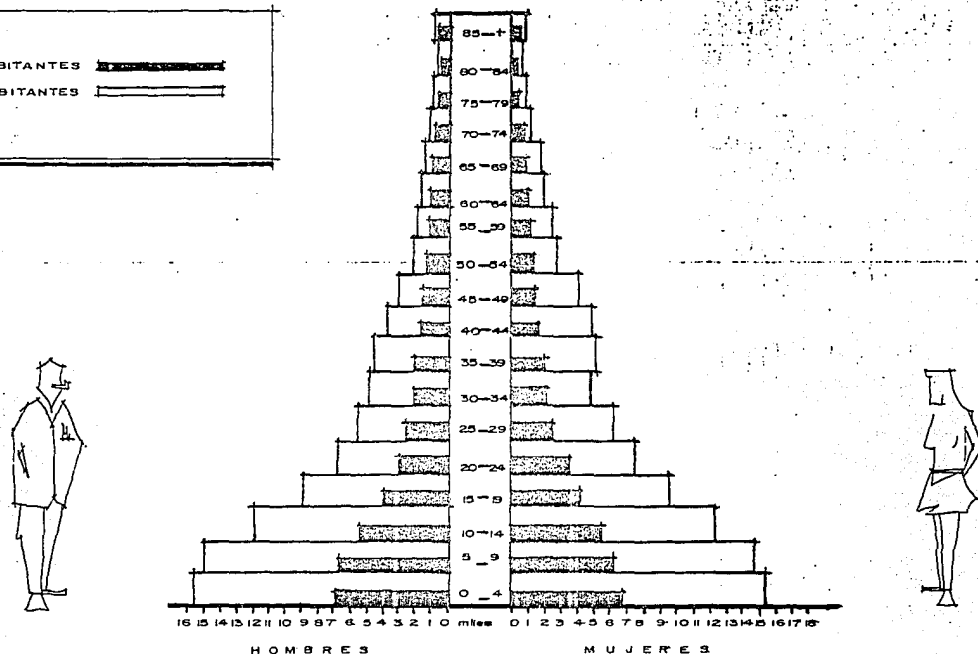 BITANTES
BITANTES
85 — +
80 — 84
75 — 79
70 — 74
65 — 69
60 — 64
55 — 59
50 — 54
45 — 49
40 — 44
35 — 39
30 — 34
25 — 29
20 — 24
15 — 19
10 — 14
5 — 9
0 — 4
16 15 14 13 12 11 10 9 8 7 6 5 4 3 2 1 0 miles 0 1 2 3 4 5 6 7 8 9 10 11 12 13 14 15 16 17 18
HOMBRES MUJERES